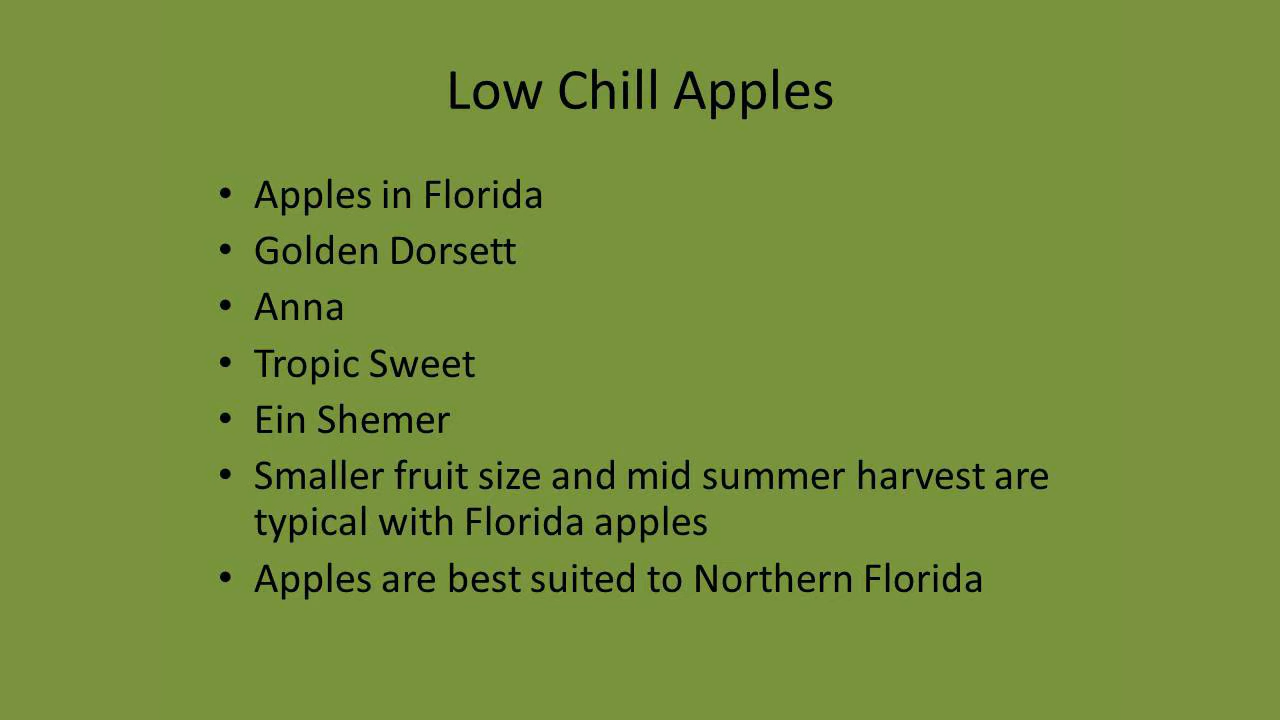 Low Chill Apples
• Apples in Florida
• Golden Dorsett
• Anna
• Tropic Sweet
• Ein Shemer
• Smaller fruit size and mid summer harvest are
typical with Florida apples
• Apples are best suited to Northern Florida